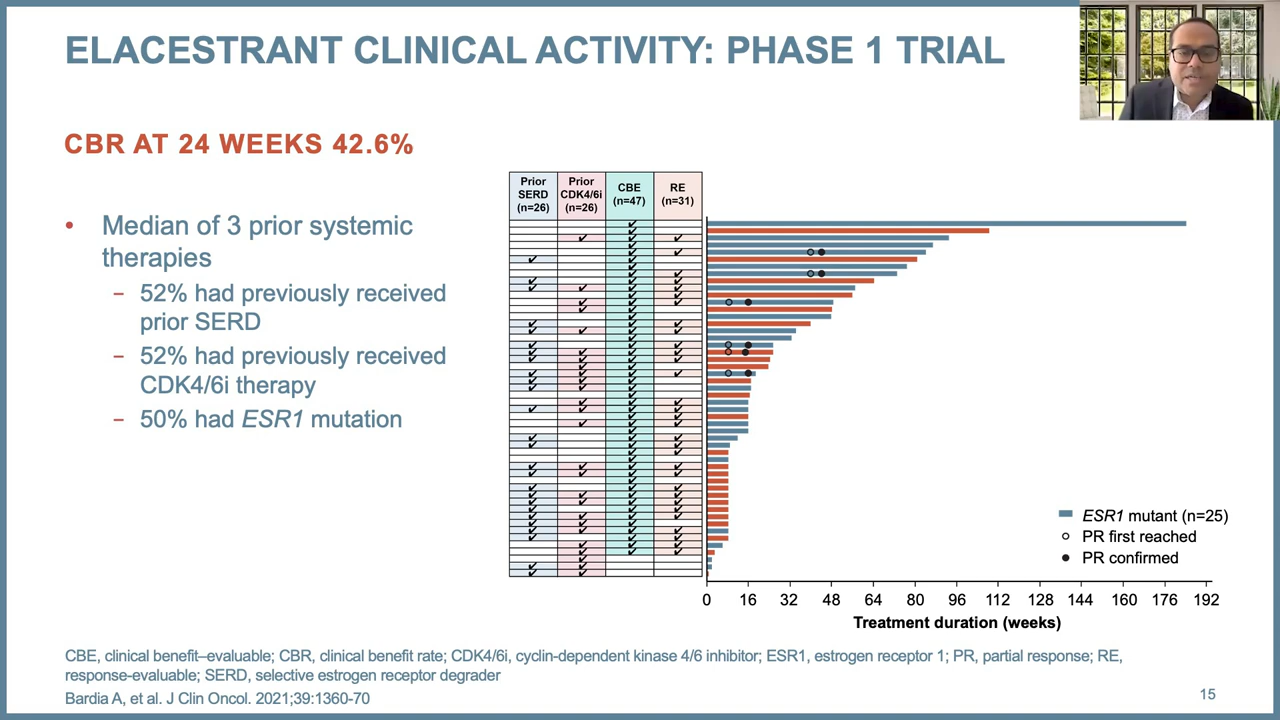 ELACESTRANT CLINICAL ACTIVITY: PHASE 1 TRIAL
CBR AT 24 WEEKS 42.6%
• Median of 3 prior systemic
therapies
– 52% had previously received
prior SERD
– 52% had previously received
CDK4/6i therapy
– 50% had ESR1 mutation
Prior
SERD
(n=26)
Prior
CDK4/6i
(n=26)
CBE
(n=47)
RE
(n=31)
ESR1 mutant (n=25)
PR first reached
PR confirmed
0 16 32 48 64 80 96 112 128 144 160 176 192
Treatment duration (weeks)
CBE, clinical benefit–evaluable; CBR, clinical benefit rate; CDK4/6i, cyclin-dependent kinase 4/6 inhibitor; ESR1, estrogen receptor 1; PR, partial response; RE,
response-evaluable; SERD, selective estrogen receptor degrader
Bardia A, et al. J Clin Oncol. 2021;39:1360-70
15